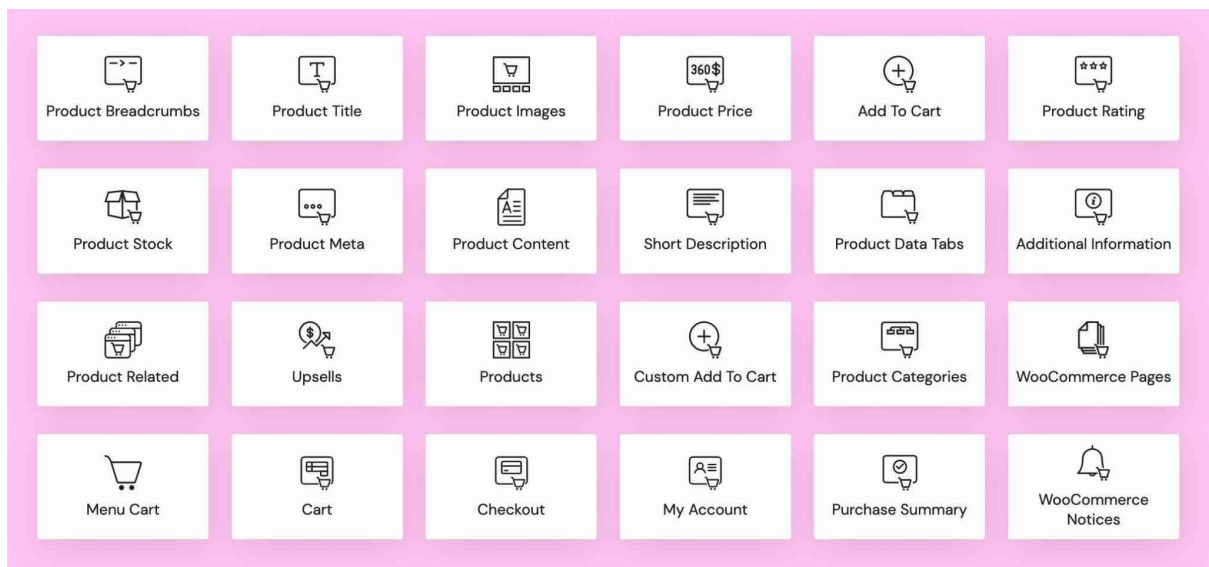 Product Breadcrumbs
Product Title
Product Images
360$
Product Price
Add To Cart
Product Rating
Product Stock
Product Meta
Product Content
Short Description
Product Data Tabs
Additional Information
Product Related
Upsells
Products
Custom Add To Cart
Product Categories
WooCommerce Pages
Menu Cart
Cart
Checkout
My Account
Purchase Summary
WooCommerce
Notices